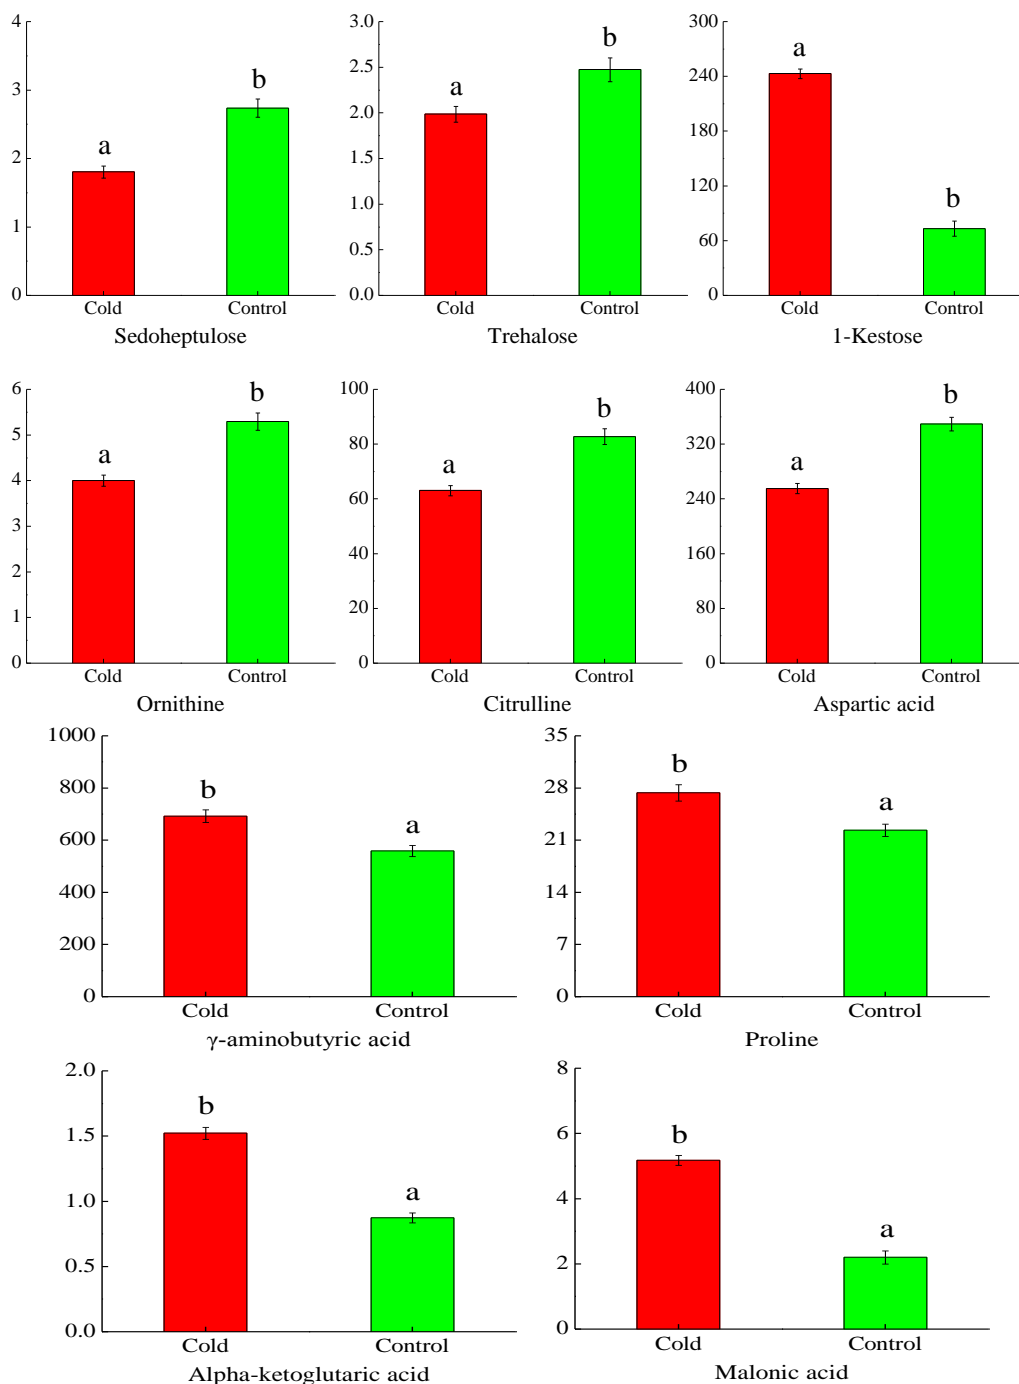 4
3
2
1
0
a
b
Cold
Control
Sedoheptulose
3.0
2.5
2.0
1.5
1.0
0.5
0.0
a
b
Cold
Control
Trehalose
300
240
180
120
60
0
a
b
Cold
Control
1-Kestose
6
5
4
3
2
1
0
a
b
Cold
Control
Ornithine
100
80
60
40
20
0
a
b
Cold
Control
Citrulline
400
320
240
160
80
0
a
b
Cold
Control
Aspartic acid
1000
800
600
400
200
0
b
a
Cold
Control
γ-aminobutyric acid
35
28
21
14
7
0
b
a
Cold
Control
Proline
2.0
1.5
1.0
0.5
0.0
b
a
Cold
Control
Alpha-ketoglutaric acid
8
6
4
2
0
b
a
Cold
Control
Malonic acid